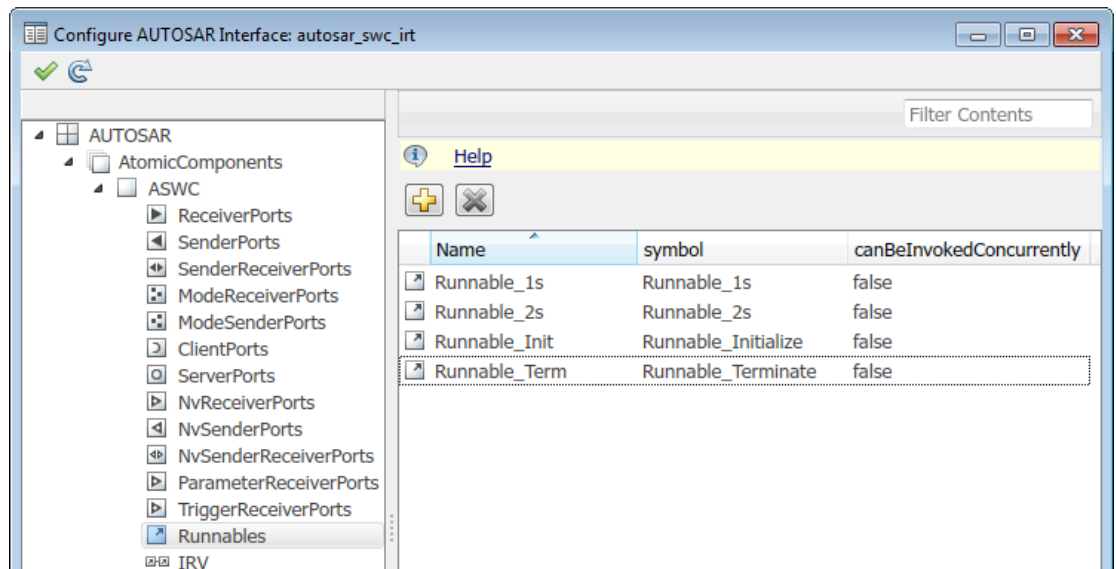 Configure AUTOSAR Interface: autosar_swc_irt
Filter Contents
AUTOSAR
AtomicComponents
ASWC
ReceiverPorts
SenderPorts
SenderReceiverPorts
ModeReceiverPorts
ModeSenderPorts
ClientPorts
ServerPorts
NvReceiverPorts
NvSenderPorts
NvSenderReceiverPorts
ParameterReceiverPorts
TriggerReceiverPorts
Runnables
IRV
Help
Name symbol canBeInvokedConcurrently
Runnable_1s Runnable_1s false
Runnable_2s Runnable_2s false
Runnable_Init Runnable_Initialize false
Runnable_Term Runnable_Terminate false